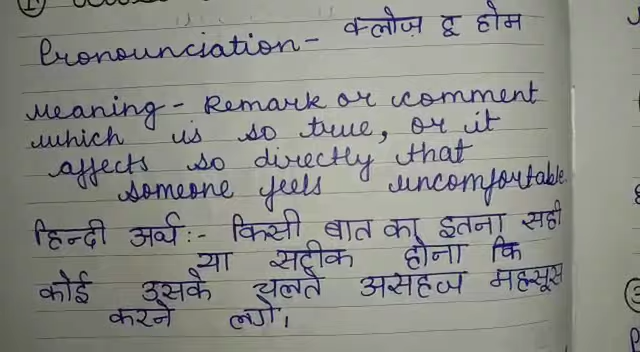 Pronounciation - क्लोज़ टू होम
Meaning - Remark or comment
which is so true, or it
affects so directly that
someone feels uncomfortable.
हिन्दी अर्थ :- किसी बात का इतना सही
या सटीक होना कि
कोई उसके चलते असहज महसूस
करने लगे।